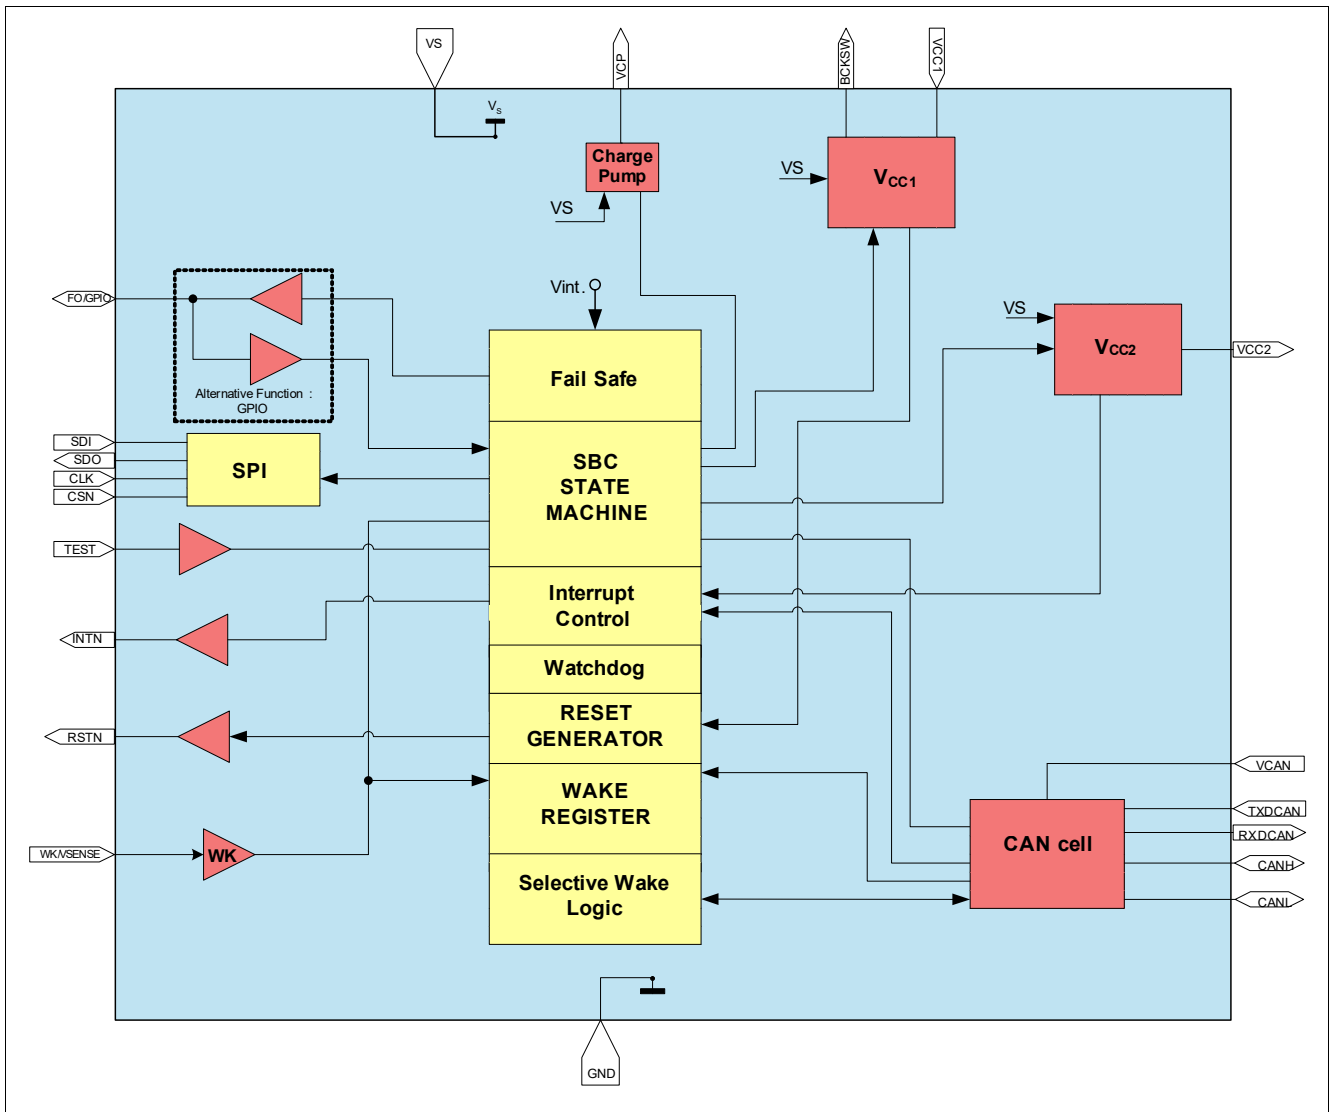 VS
VCP
BCKSW
VCC1
Vs
Charge
Pump
VS
VS
VCC1
Vint.
FO/GPIO
Alternative Function :
GPIO
Fail Safe
VS
VCC2
VCC2
SDI
SDO
CLK
CSN
SPI
SBC
STATE
MACHINE
TEST
Interrupt
Control
INTN
Watchdog
RESET
GENERATOR
RSTN
WAKE
REGISTER
VCAN
TXDCAN
RXDCAN
CANH
CANL
CAN cell
WK/VSENSE
WK
Selective Wake
Logic
GND